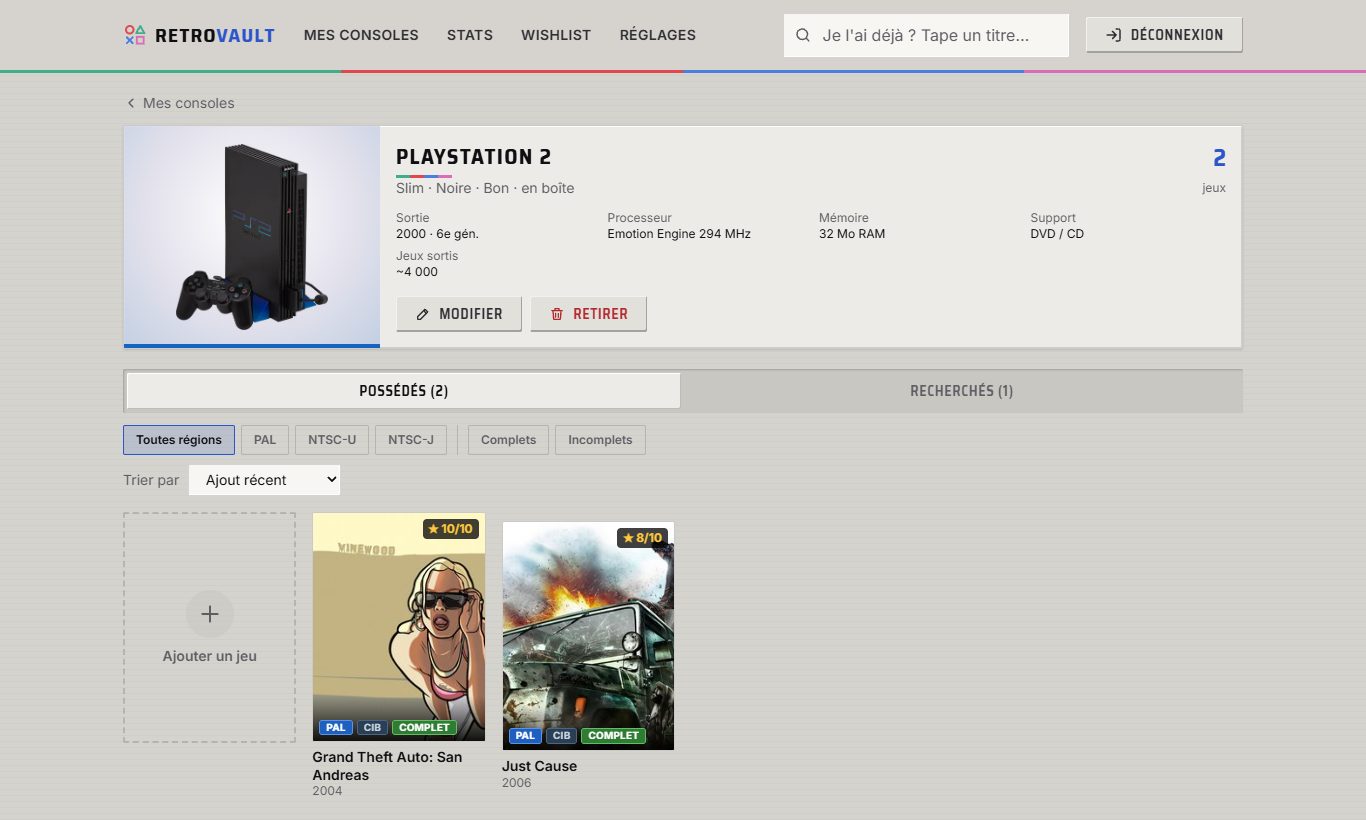 RETROVAULT
MES CONSOLES
STATS
WISHLIST
RÉGLAGES
Je l'ai déjà ? Tape un titre...
DÉCONNEXION
Mes consoles
PLAYSTATION 2
2
Slim · Noire · Bon · en boîte
jeux
Sortie
2000 · 6e gén.
Processeur
Emotion Engine 294 MHz
Mémoire
32 Mo RAM
Support
DVD / CD
Jeux sortis
~4 000
MODIFIER
RETIRER
POSSÉDÉS (2)
RECHERCHÉS (1)
Toutes régions
PAL
NTSC-U
NTSC-J
Complets
Incomplets
Trier par
Ajout récent
Ajouter un jeu
10/10
VINEWOOD
PAL
CIB
COMPLET
Grand Theft Auto: San
Andreas
2004
8/10
PAL
CIB
COMPLET
Just Cause
2006